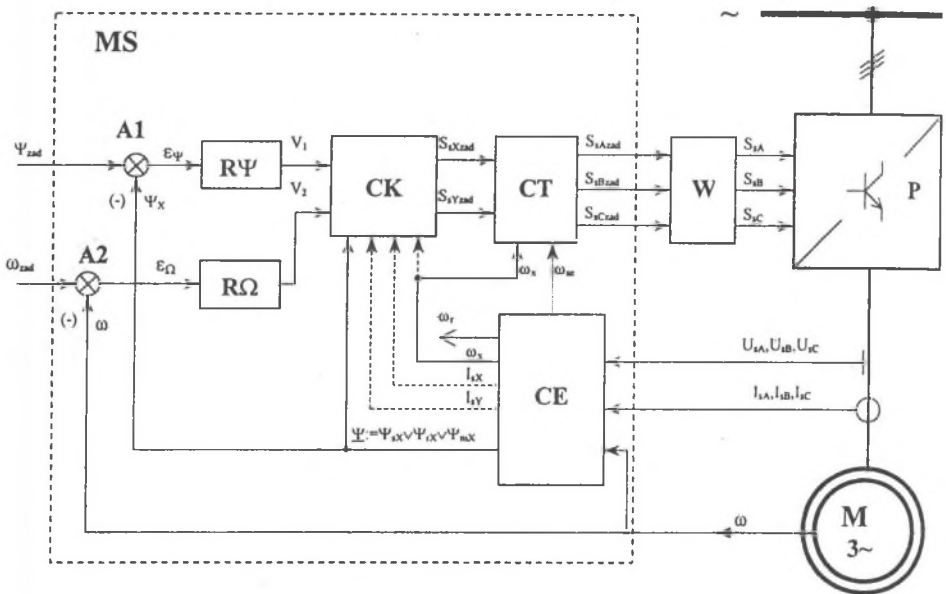 ~
MS
A1
Ψzad
εΨ
RΨ
V₁
V₂
(-)
ΨX
CK
SsXzad
SsYzad
CT
SsAzad
SsBzad
SsCzad
W
SsA
SsB
SsC
P
A2
ωzad
εΩ
RΩ
(-)
ω
ωx
ωr
ωx
IsX
IsY
CE
UsA, UsB, UsC
IsA, IsB, IsC
Ψ:=ΨsX∨ΨrX∨ΨmX
ω
M
3~